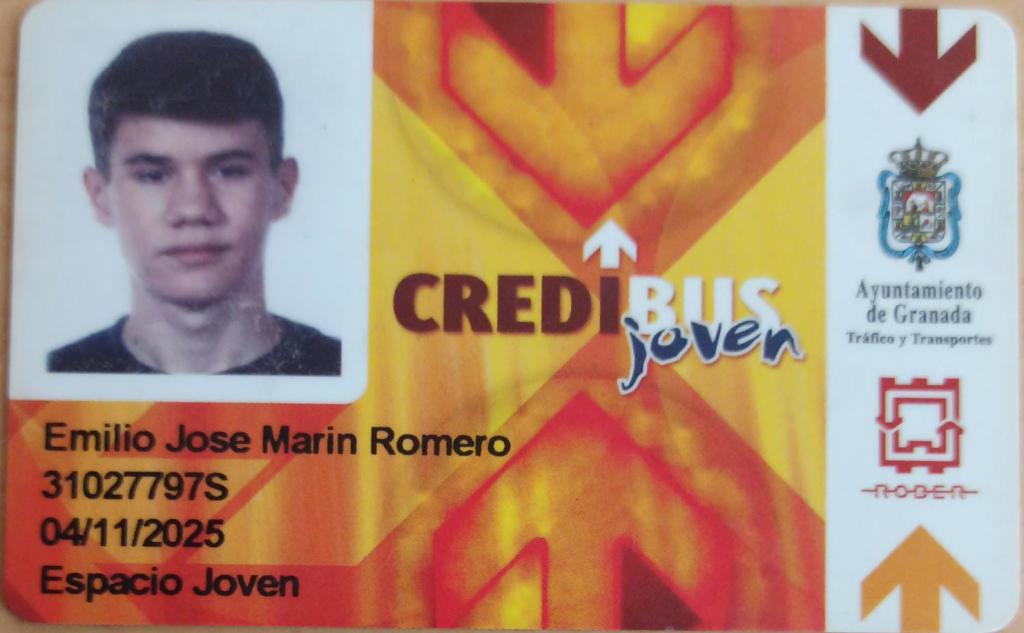 CREDIBUS
joven
Ayuntamiento
de Granada
Tráfico y Transportes
ROBER
Emilio Jose Marin Romero
31027797S
04/11/2025
Espacio Joven